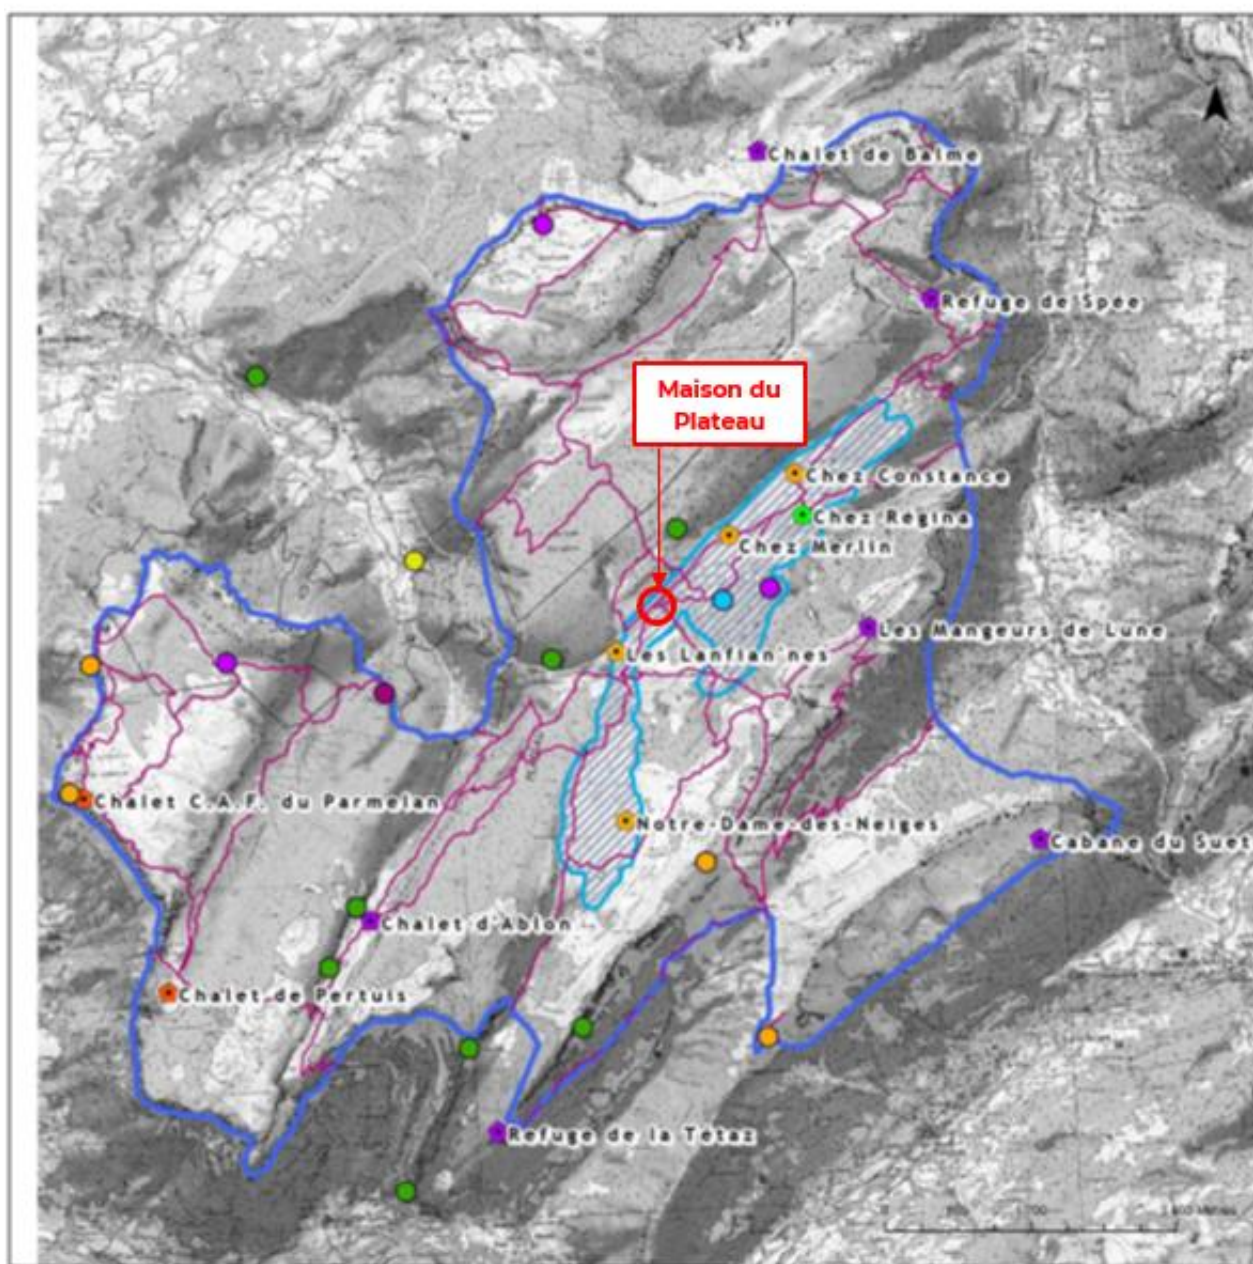 Chalet de Balme
Refuge de Spée
Maison du
Plateau
Chez Constance
Chez Régina
Chez Merlin
Les Mangeurs de Lune
Les Lanfian'nes
Chalet C.A.F. du Parmelan
Notre-Dame-des-Neiges
Cabane du Suet
Chalet d'Ablon
Chalet de Pertuis
Refuge de la Tétaz